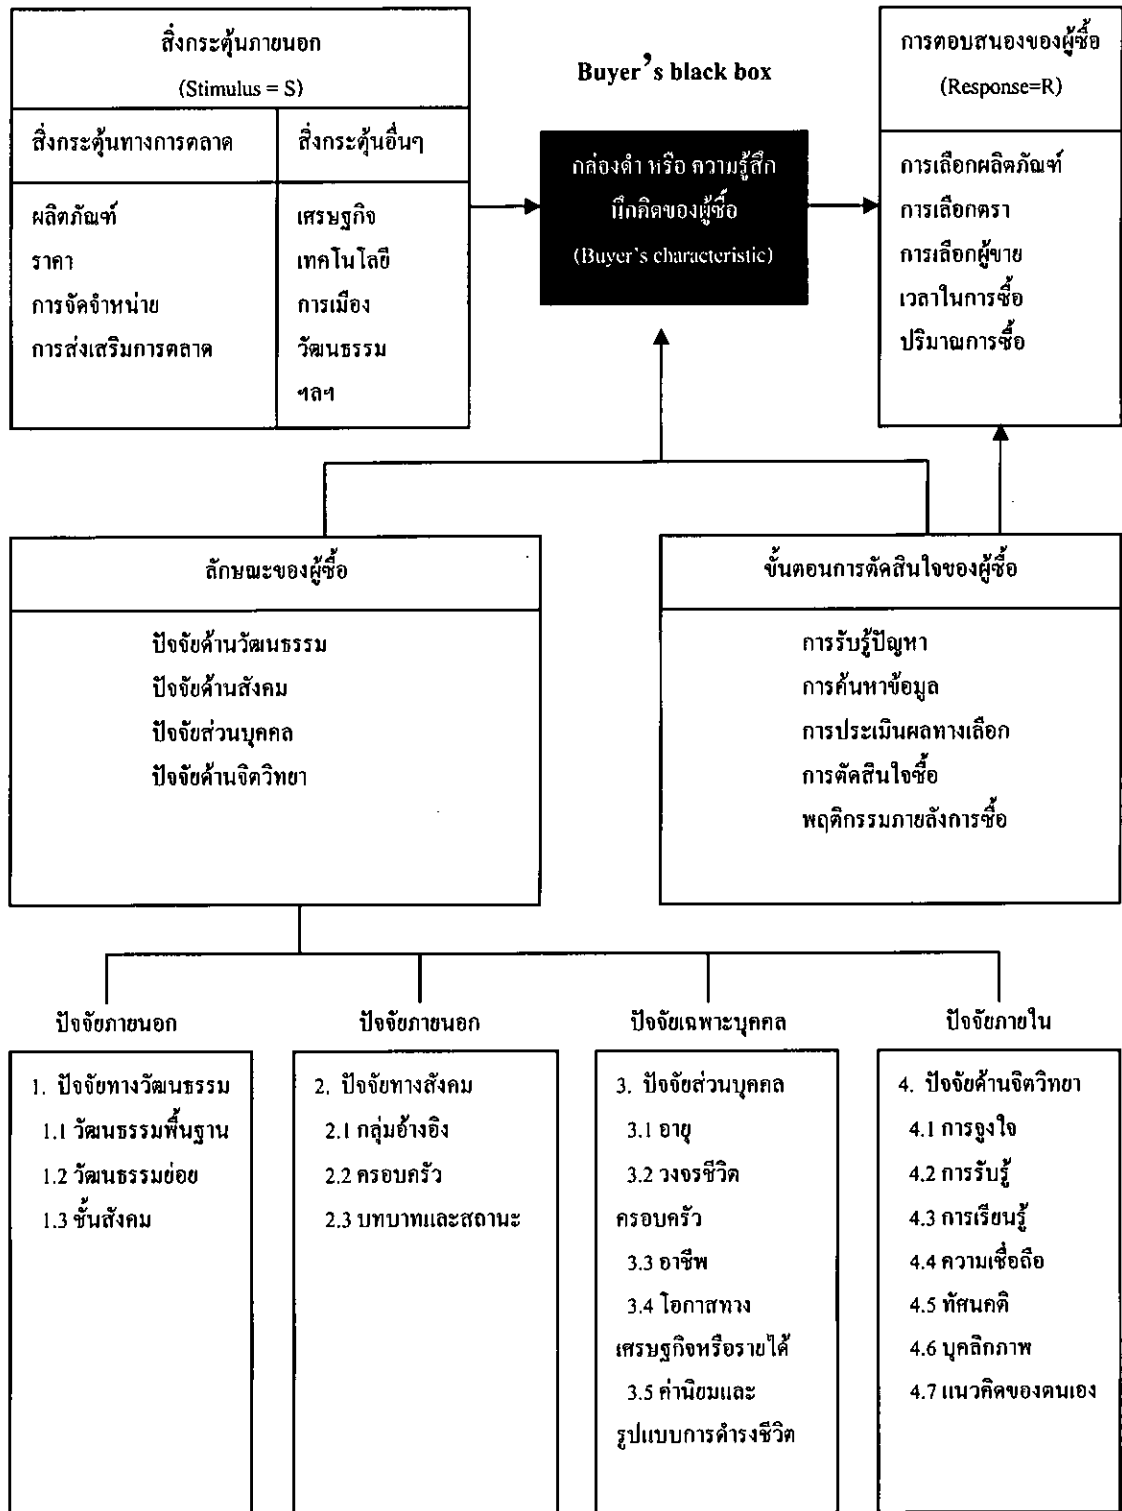 สิ่งกระตุ้นภายนอก
(Stimulus = S)
สิ่งกระตุ้นทางการตลาด
สิ่งกระตุ้นอื่นๆ
ผลิตภัณฑ์
ราคา
การจัดจำหน่าย
การส่งเสริมการตลาด
เศรษฐกิจ
เทคโนโลยี
การเมือง
วัฒนธรรม
ฯลฯ
Buyer's black box
กล่องดำ หรือ ความรู้สึก
นึกคิดของผู้ซื้อ
(Buyer's characteristic)
การตอบสนองของผู้ซื้อ
(Response=R)
การเลือกผลิตภัณฑ์
การเลือกตรา
การเลือกผู้ขาย
เวลาในการซื้อ
ปริมาณการซื้อ
ลักษณะของผู้ซื้อ
ปัจจัยด้านวัฒนธรรม
ปัจจัยด้านสังคม
ปัจจัยส่วนบุคคล
ปัจจัยด้านจิตวิทยา
ขั้นตอนการตัดสินใจของผู้ซื้อ
การรับรู้ปัญหา
การค้นหาข้อมูล
การประเมินผลทางเลือก
การตัดสินใจซื้อ
พฤติกรรมภายลังการซื้อ
ปัจจัยภายนอก
1. ปัจจัยทางวัฒนธรรม
1.1 วัฒนธรรมพื้นฐาน
1.2 วัฒนธรรมย่อย
1.3 ชั้นสังคม
ปัจจัยภายนอก
2. ปัจจัยทางสังคม
2.1 กลุ่มอ้างอิง
2.2 ครอบครัว
2.3 บทบาทและสถานะ
ปัจจัยเฉพาะบุคคล
3. ปัจจัยส่วนบุคคล
3.1 อายุ
3.2 วงจรชีวิต
ครอบครัว
3.3 อาชีพ
3.4 โอกาสทาง
เศรษฐกิจหรือรายได้
3.5 ค่านิยมและ
รูปแบบการดำรงชีวิต
ปัจจัยภายใน
4. ปัจจัยด้านจิตวิทยา
4.1 การจูงใจ
4.2 การรับรู้
4.3 การเรียนรู้
4.4 ความเชื่อถือ
4.5 ทัศนคติ
4.6 บุคลิกภาพ
4.7 แนวคิดของตนเอง